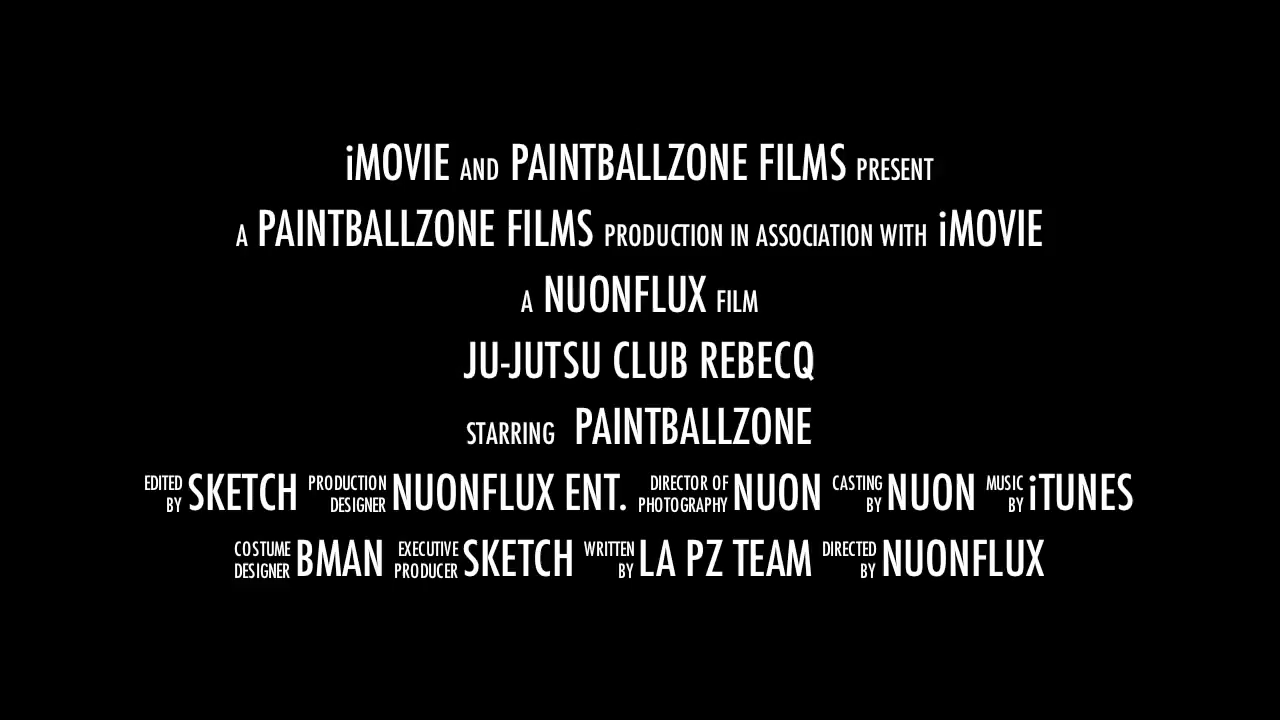 iMOVIE AND PAINTBALLZONE FILMS PRESENT
A PAINTBALLZONE FILMS PRODUCTION IN ASSOCIATION WITH iMOVIE
A NUONFLUX FILM
JU-JUTSU CLUB REBECQ
STARRING PAINTBALLZONE
EDITED BY SKETCH PRODUCTION DESIGNER NUONFLUX ENT. DIRECTOR OF PHOTOGRAPHY NUON CASTING BY NUON MUSIC BY iTUNES
COSTUME DESIGNER BMAN EXECUTIVE PRODUCER SKETCH WRITTEN BY LA PZ TEAM DIRECTED BY NUONFLUX